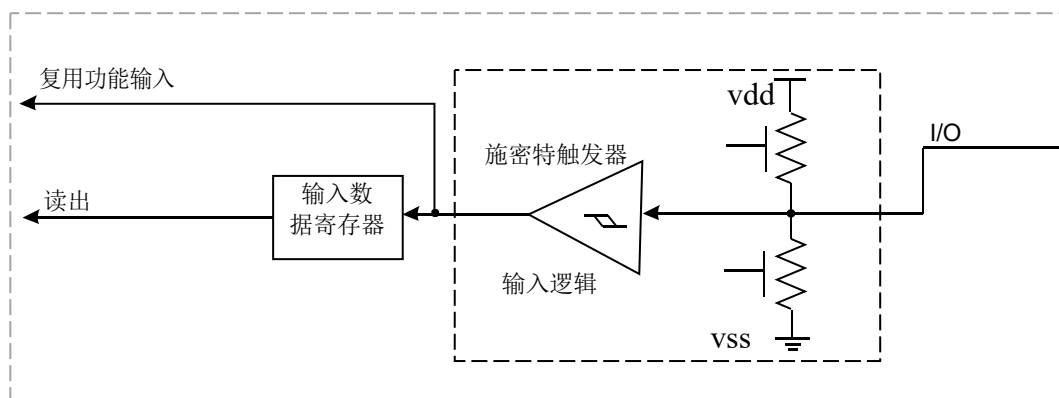 复用功能输入
vdd
I/O
施密特触发器
读出
输入数
据寄存器
输入逻辑
vss